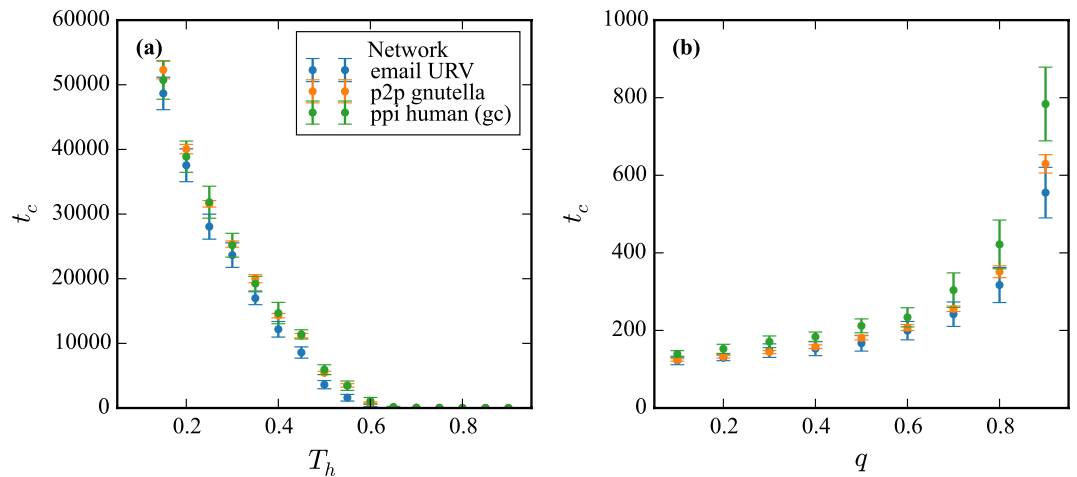 (a)
Network
email URV
p2p gnutella
ppi human (gc)
60000
50000
40000
30000
20000
10000
0
t_c
0.2 0.4 0.6 0.8
T_h
(b)
1000
800
600
400
200
0
t_c
0.2 0.4 0.6 0.8
q